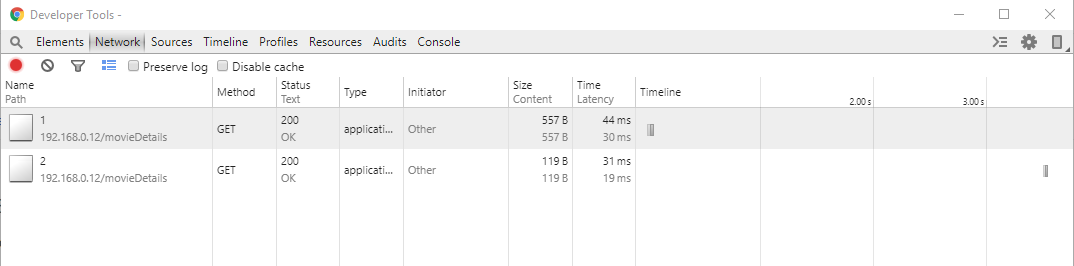 Developer Tools -
Elements Network Sources Timeline Profiles Resources Audits Console
Preserve log Disable cache
Name Method Status Type Initiator Size Time Timeline
Path Text Content Latency 2.00 s 3.00 s
1 GET 200 applicati... Other 557 B 44 ms
192.168.0.12/movieDetails OK 557 B 30 ms
2 GET 200 applicati... Other 119 B 31 ms
192.168.0.12/movieDetails OK 119 B 19 ms